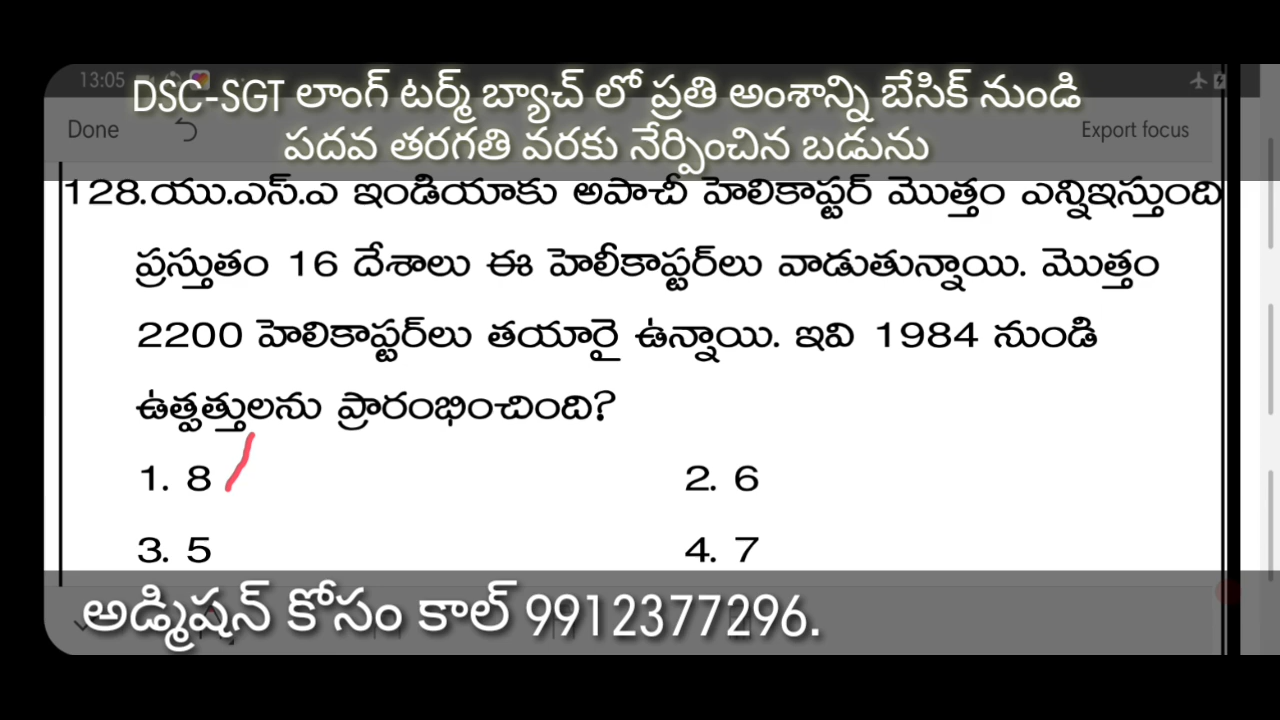 13:05
DSC-SGT లాంగ్ టర్మ్ బ్యాచ్ లో ప్రతి అంశాన్ని బేసిక్ నుండి
Done
Export focus
పదవ తరగతి వరకు నేర్పించిన బడును
128.యు.ఎస్.ఎ ఇండియాకు అపాచీ హెలికాప్టర్ మొత్తం ఎన్నిఇస్తుంది
ప్రస్తుతం 16 దేశాలు ఈ హెలీకాప్టర్‌లు వాడుతున్నాయి. మొత్తం
2200 హెలికాప్టర్‌లు తయారై ఉన్నాయి. ఇవి 1984 నుండి
ఉత్పత్తులను ప్రారంభించింది?
1. 8
2. 6
3. 5
4. 7
అడ్మిషన్ కోసం కాల్ 9912377296.